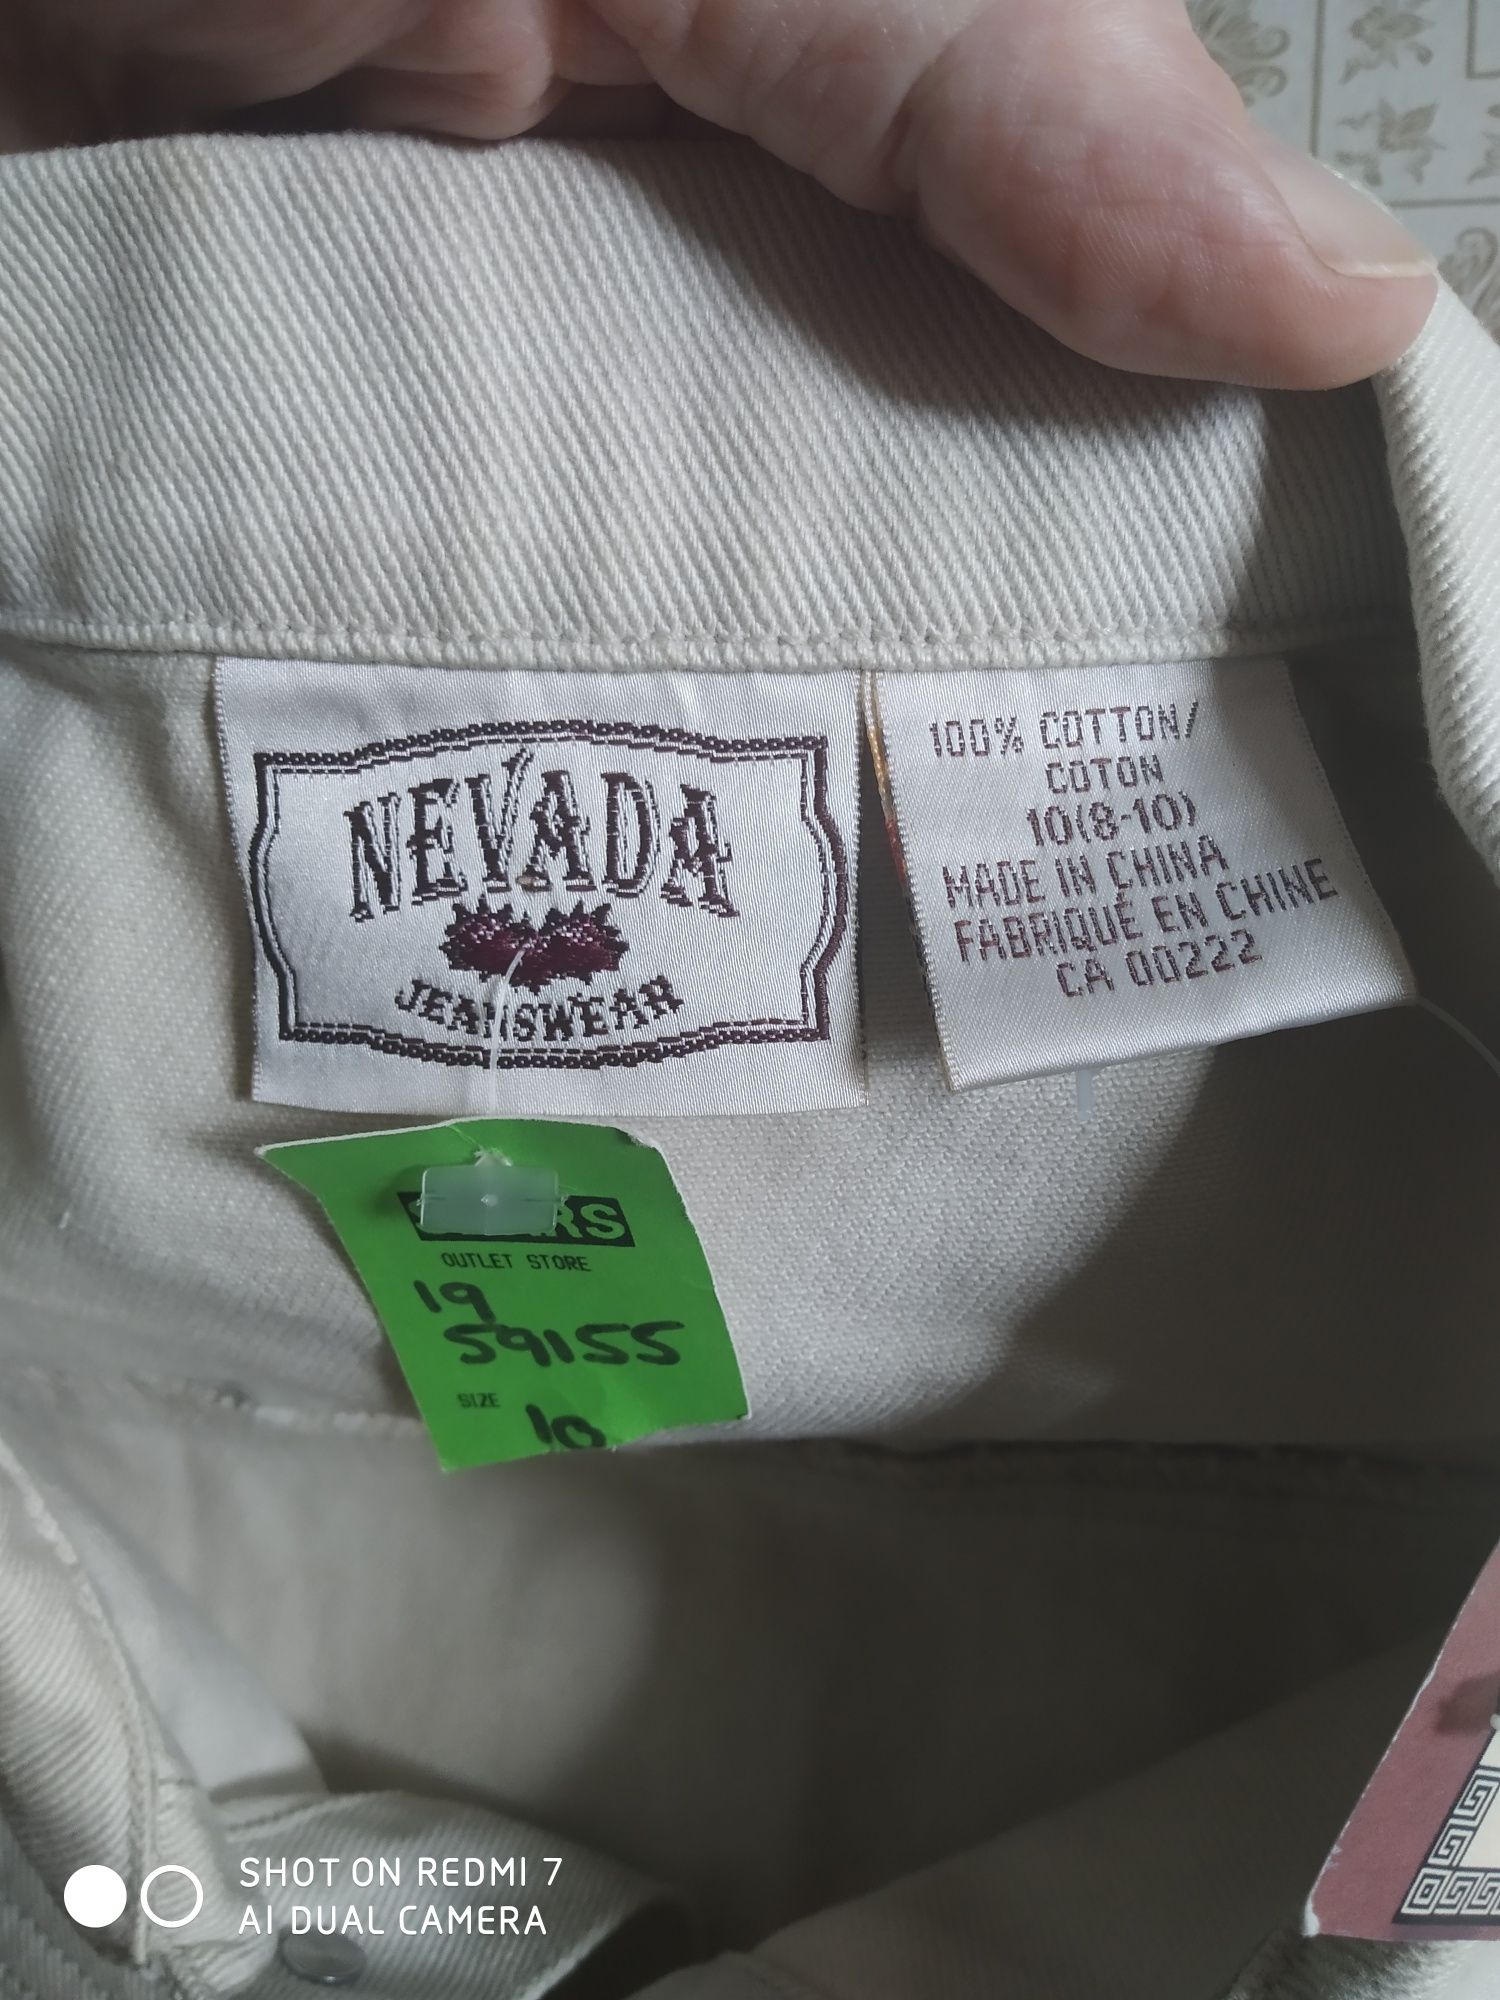 NEVADA
JEANSWEAR
100% COTTON/
COTON
10(8-10)
MADE IN CHINA
FABRIQUÉ EN CHINE
CA 00222
OUTLET STORE
19
59155
SIZE 10
SHOT ON REDMI 7
AI DUAL CAMERA